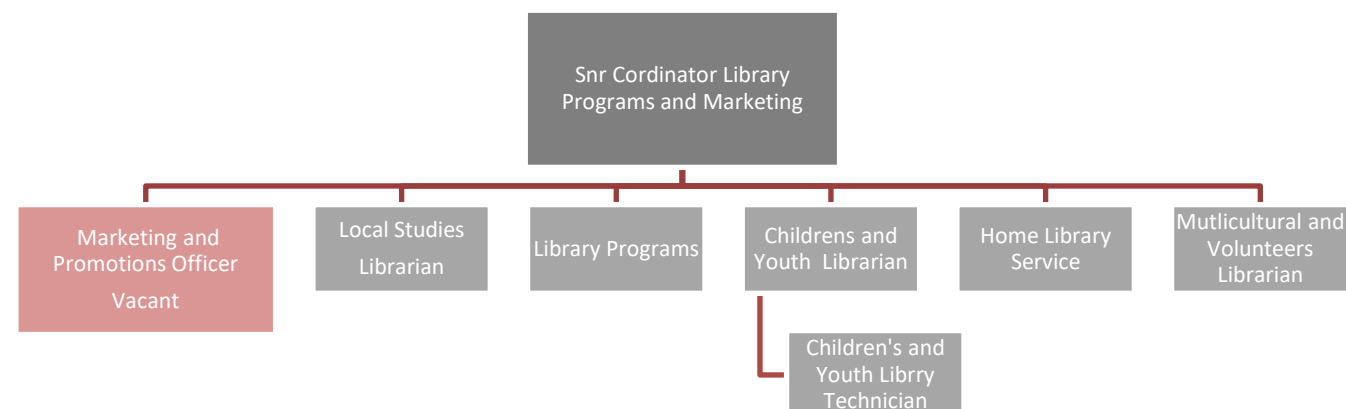 Snr Cordinator Library
Programs and Marketing
Marketing and
Promotions Officer
Vacant
Local Studies
Librarian
Library Programs
Childrens and
Youth Librarian
Home Library
Service
Mutlicultural and
Volunteers
Librarian
Children's and
Youth Librry
Technician